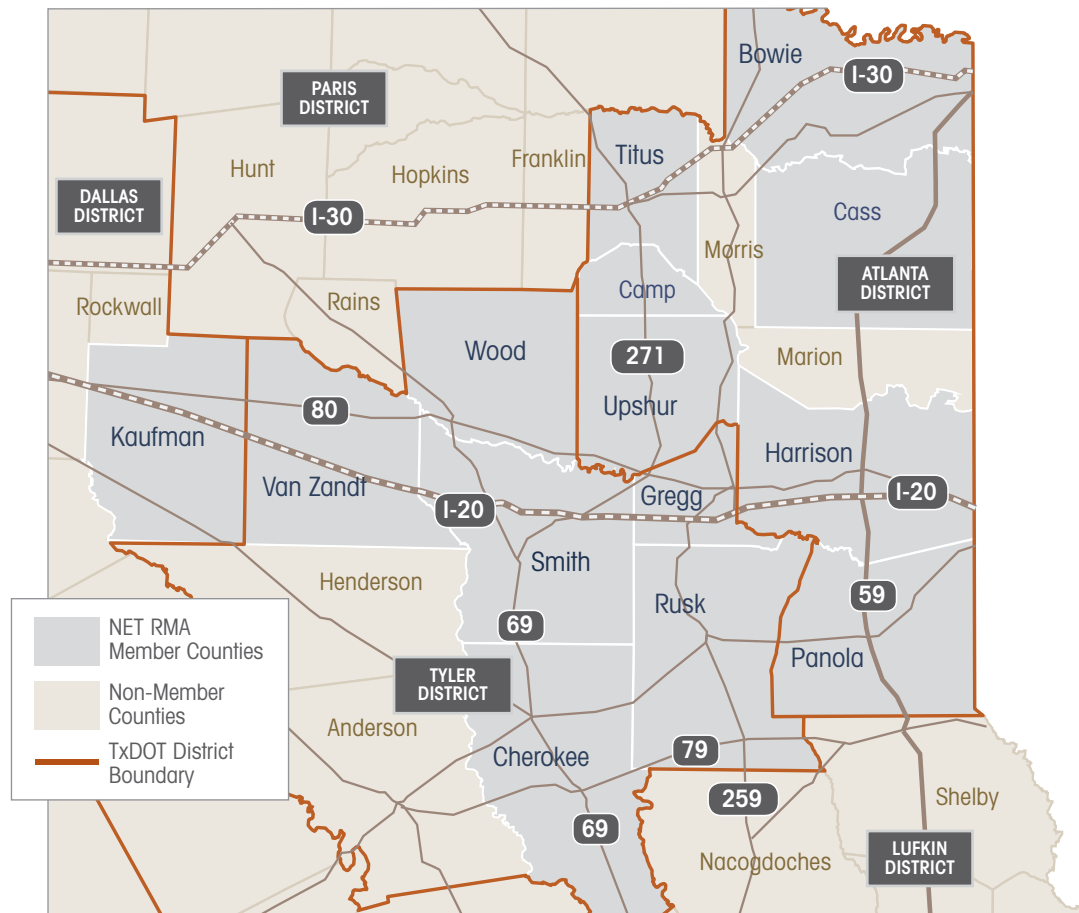 Bowie
I-30
PARIS
DISTRICT
Titus
Franklin
Hunt
Hopkins
DALLAS
DISTRICT
I-30
Cass
Morris
ATLANTA
DISTRICT
Camp
Rains
Rockwall
Wood
271
Marion
80
Upshur
Kaufman
Harrison
Van Zandt
Gregg
I-20
I-20
Smith
Henderson
59
Rusk
69
NET RMA
Member Counties
Panola
TYLER
DISTRICT
Non-Member
Counties
Anderson
TxDOT District
Boundary
Cherokee
79
259
Shelby
69
Nacogdoches
LUFKIN
DISTRICT